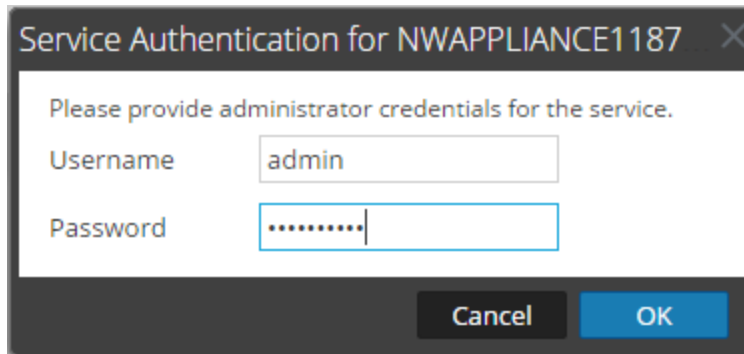 Service Authentication for NWAPPLIANCE1187...
Please provide administrator credentials for the service.
Username admin
Password ••••••••••
Cancel OK